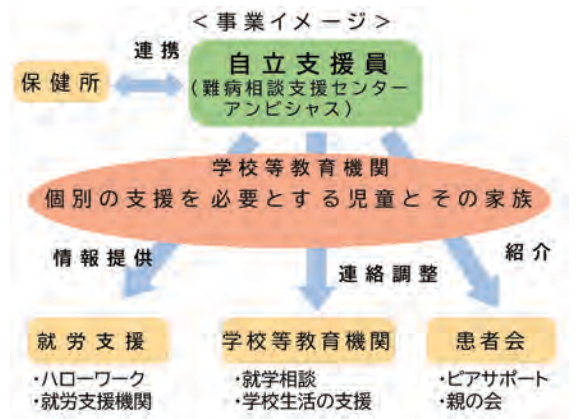 ＜事業イメージ＞
連携
自立支援員
保健所
(難病相談支援センター
アンビシャス)
学校等教育機関
個別の支援を必要とする児童とその家族
情報提供
連絡調整
紹介
就労支援
学校等教育機関
患者会
・ハローワーク
・就労支援機関
・就学相談
・学校生活の支援
・ピアサポート
・親の会